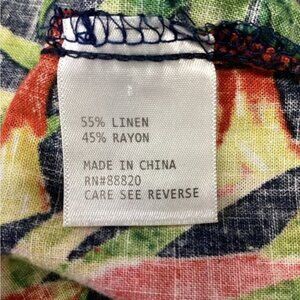 55% LINEN
45% RAYON
MADE IN CHINA
RN#88820
CARE SEE REVERSE